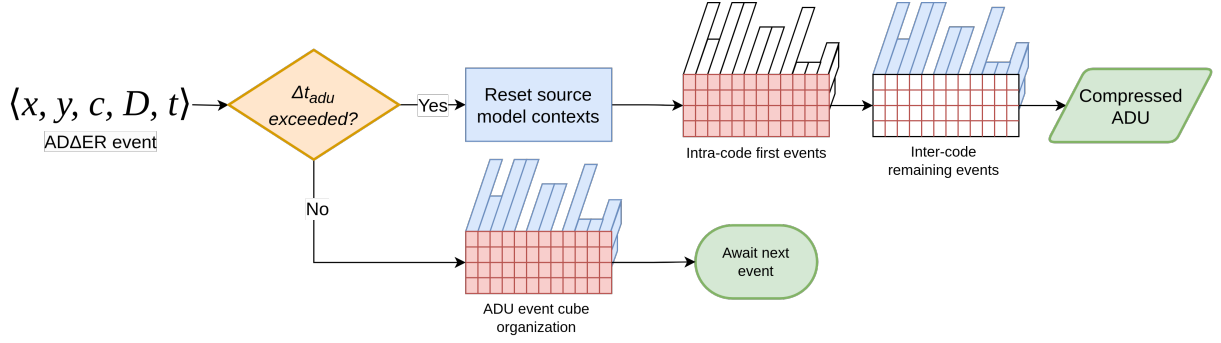 ⟨x, y, c, D, t⟩
ADΔER event
Δt_adu
exceeded?
Yes
Reset source
model contexts
Intra-code first events
Inter-code
remaining events
Compressed
ADU
No
ADU event cube
organization
Await next
event